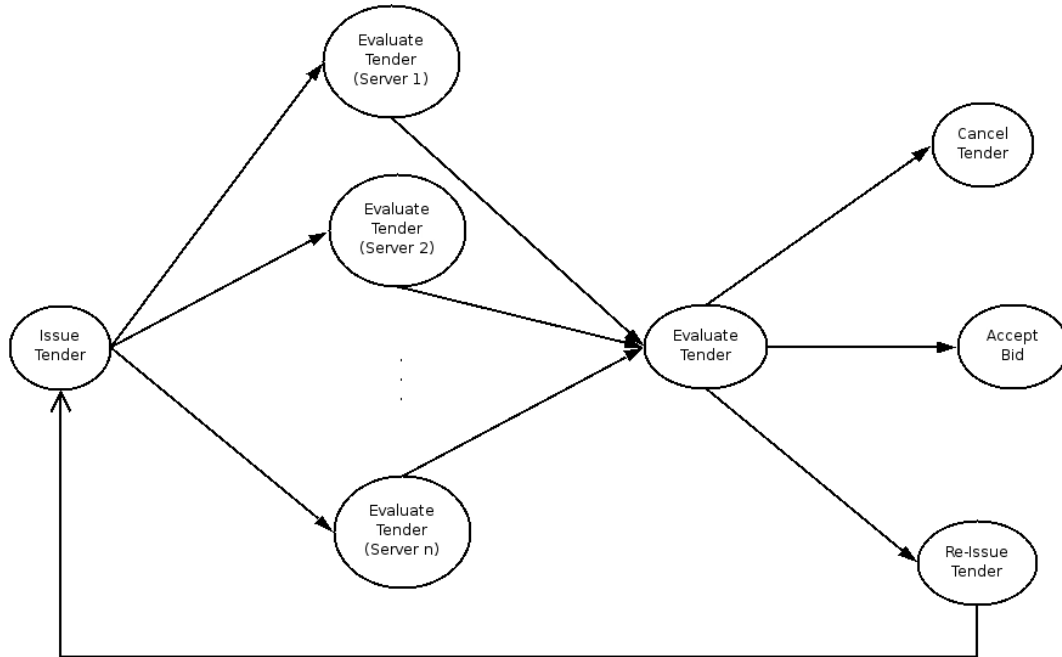 Evaluate
Tender
(Server 1)
Cancel
Tender
Evaluate
Tender
(Server 2)
Issue
Tender
Evaluate
Tender
Accept
Bid
Evaluate
Tender
(Server n)
Re-Issue
Tender